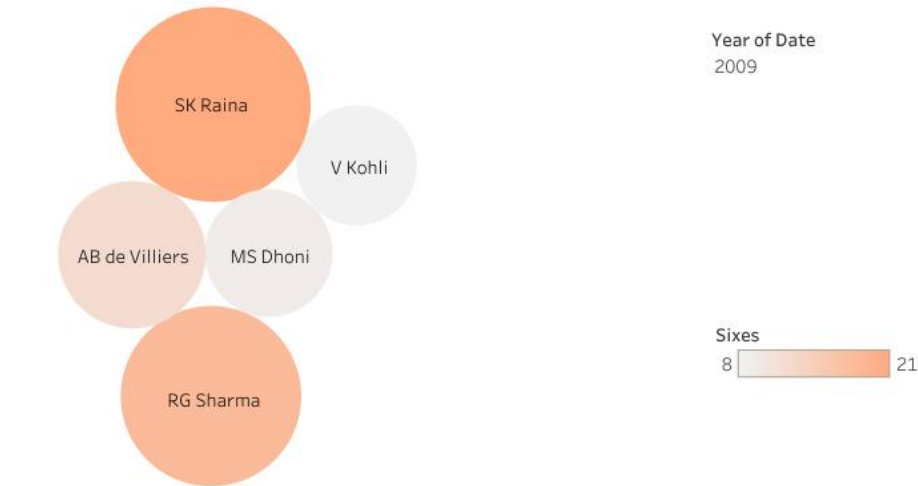 SK Raina
V Kohli
AB de Villiers
MS Dhoni
RG Sharma
Year of Date
2009
Sixes
8 21